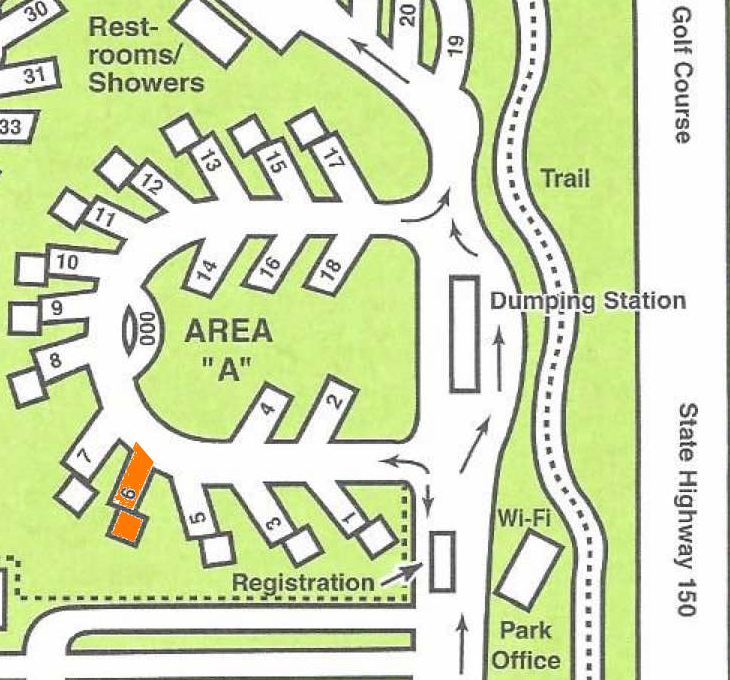 30
20
19
Golf Course
Rest-
rooms/
Showers
31
33
13
15
17
Trail
12
11
10
14
16
18
9
000
Dumping Station
AREA
"A"
8
4
2
State Highway 150
7
6
5
3
1
Wi-Fi
Registration
Park
Office